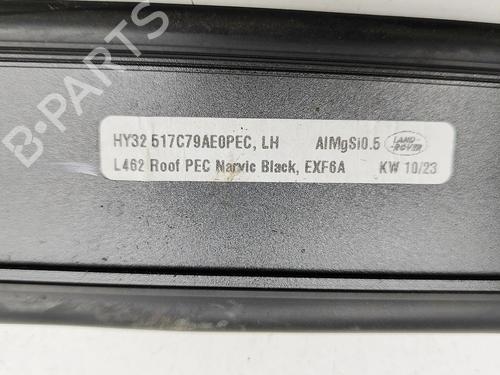 HY32 517C79AE0PEC, LH AlMgSi0.5 LAND-ROVER
L462 Roof PEC Narvic Black, EXF6A KW 10/23
B-PARTS